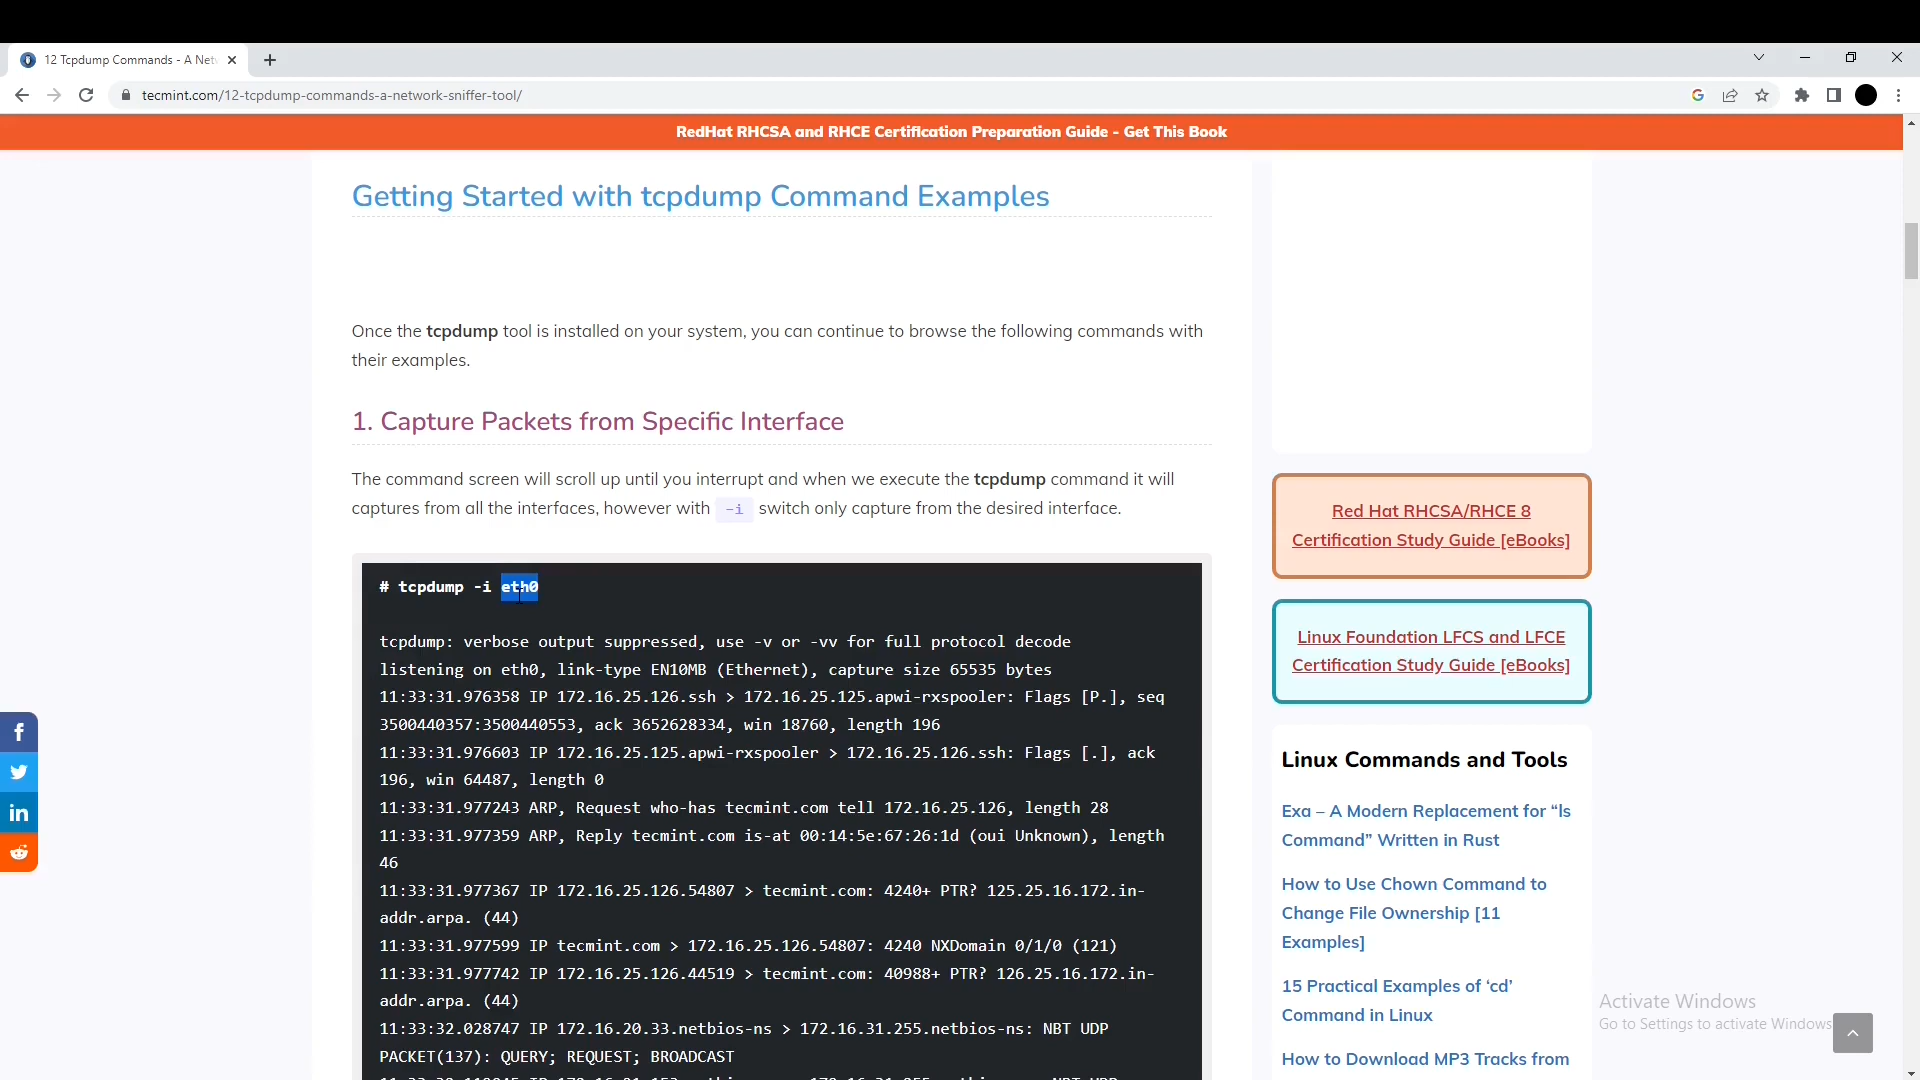 12 Tcpdump Commands - A Net
tecmint.com/12-tcpdump-commands-a-network-sniffer-tool/
RedHat RHCSA and RHCE Certification Preparation Guide - Get This Book
Getting Started with tcpdump Command Examples
Once the tcpdump tool is installed on your system, you can continue to browse the following commands with
their examples.
1. Capture Packets from Specific Interface
The command screen will scroll up until you interrupt and when we execute the tcpdump command it will
captures from all the interfaces, however with -i switch only capture from the desired interface.
# tcpdump -i eth0
tcpdump: verbose output suppressed, use -v or -vv for full protocol decode
listening on eth0, link-type EN10MB (Ethernet), capture size 65535 bytes
11:33:31.976358 IP 172.16.25.126.ssh > 172.16.25.125.apwi-rxspooler: Flags [P.], seq
3500440357:3500440553, ack 3652628334, win 18760, length 196
11:33:31.976603 IP 172.16.25.125.apwi-rxspooler > 172.16.25.126.ssh: Flags [.], ack
196, win 64487, length 0
11:33:31.977243 ARP, Request who-has tecmint.com tell 172.16.25.126, length 28
11:33:31.977359 ARP, Reply tecmint.com is-at 00:14:5e:67:26:1d (oui Unknown), length
46
11:33:31.977367 IP 172.16.25.126.54807 > tecmint.com: 4240+ PTR? 125.25.16.172.in-
addr.arpa. (44)
11:33:31.977599 IP tecmint.com > 172.16.25.126.54807: 4240 NXDomain 0/1/0 (121)
11:33:31.977742 IP 172.16.25.126.44519 > tecmint.com: 40988+ PTR? 126.25.16.172.in-
addr.arpa. (44)
11:33:32.028747 IP 172.16.20.33.netbios-ns > 172.16.31.255.netbios-ns: NBT UDP
PACKET(137): QUERY; REQUEST; BROADCAST
Red Hat RHCSA/RHCE 8
Certification Study Guide [eBooks]
Linux Foundation LFCS and LFCE
Certification Study Guide [eBooks]
Linux Commands and Tools
Exa – A Modern Replacement for “ls
Command” Written in Rust
How to Use Chown Command to
Change File Ownership [11
Examples]
15 Practical Examples of ‘cd’
Command in Linux
How to Download MP3 Tracks from
Activate Windows
Go to Settings to activate Windows